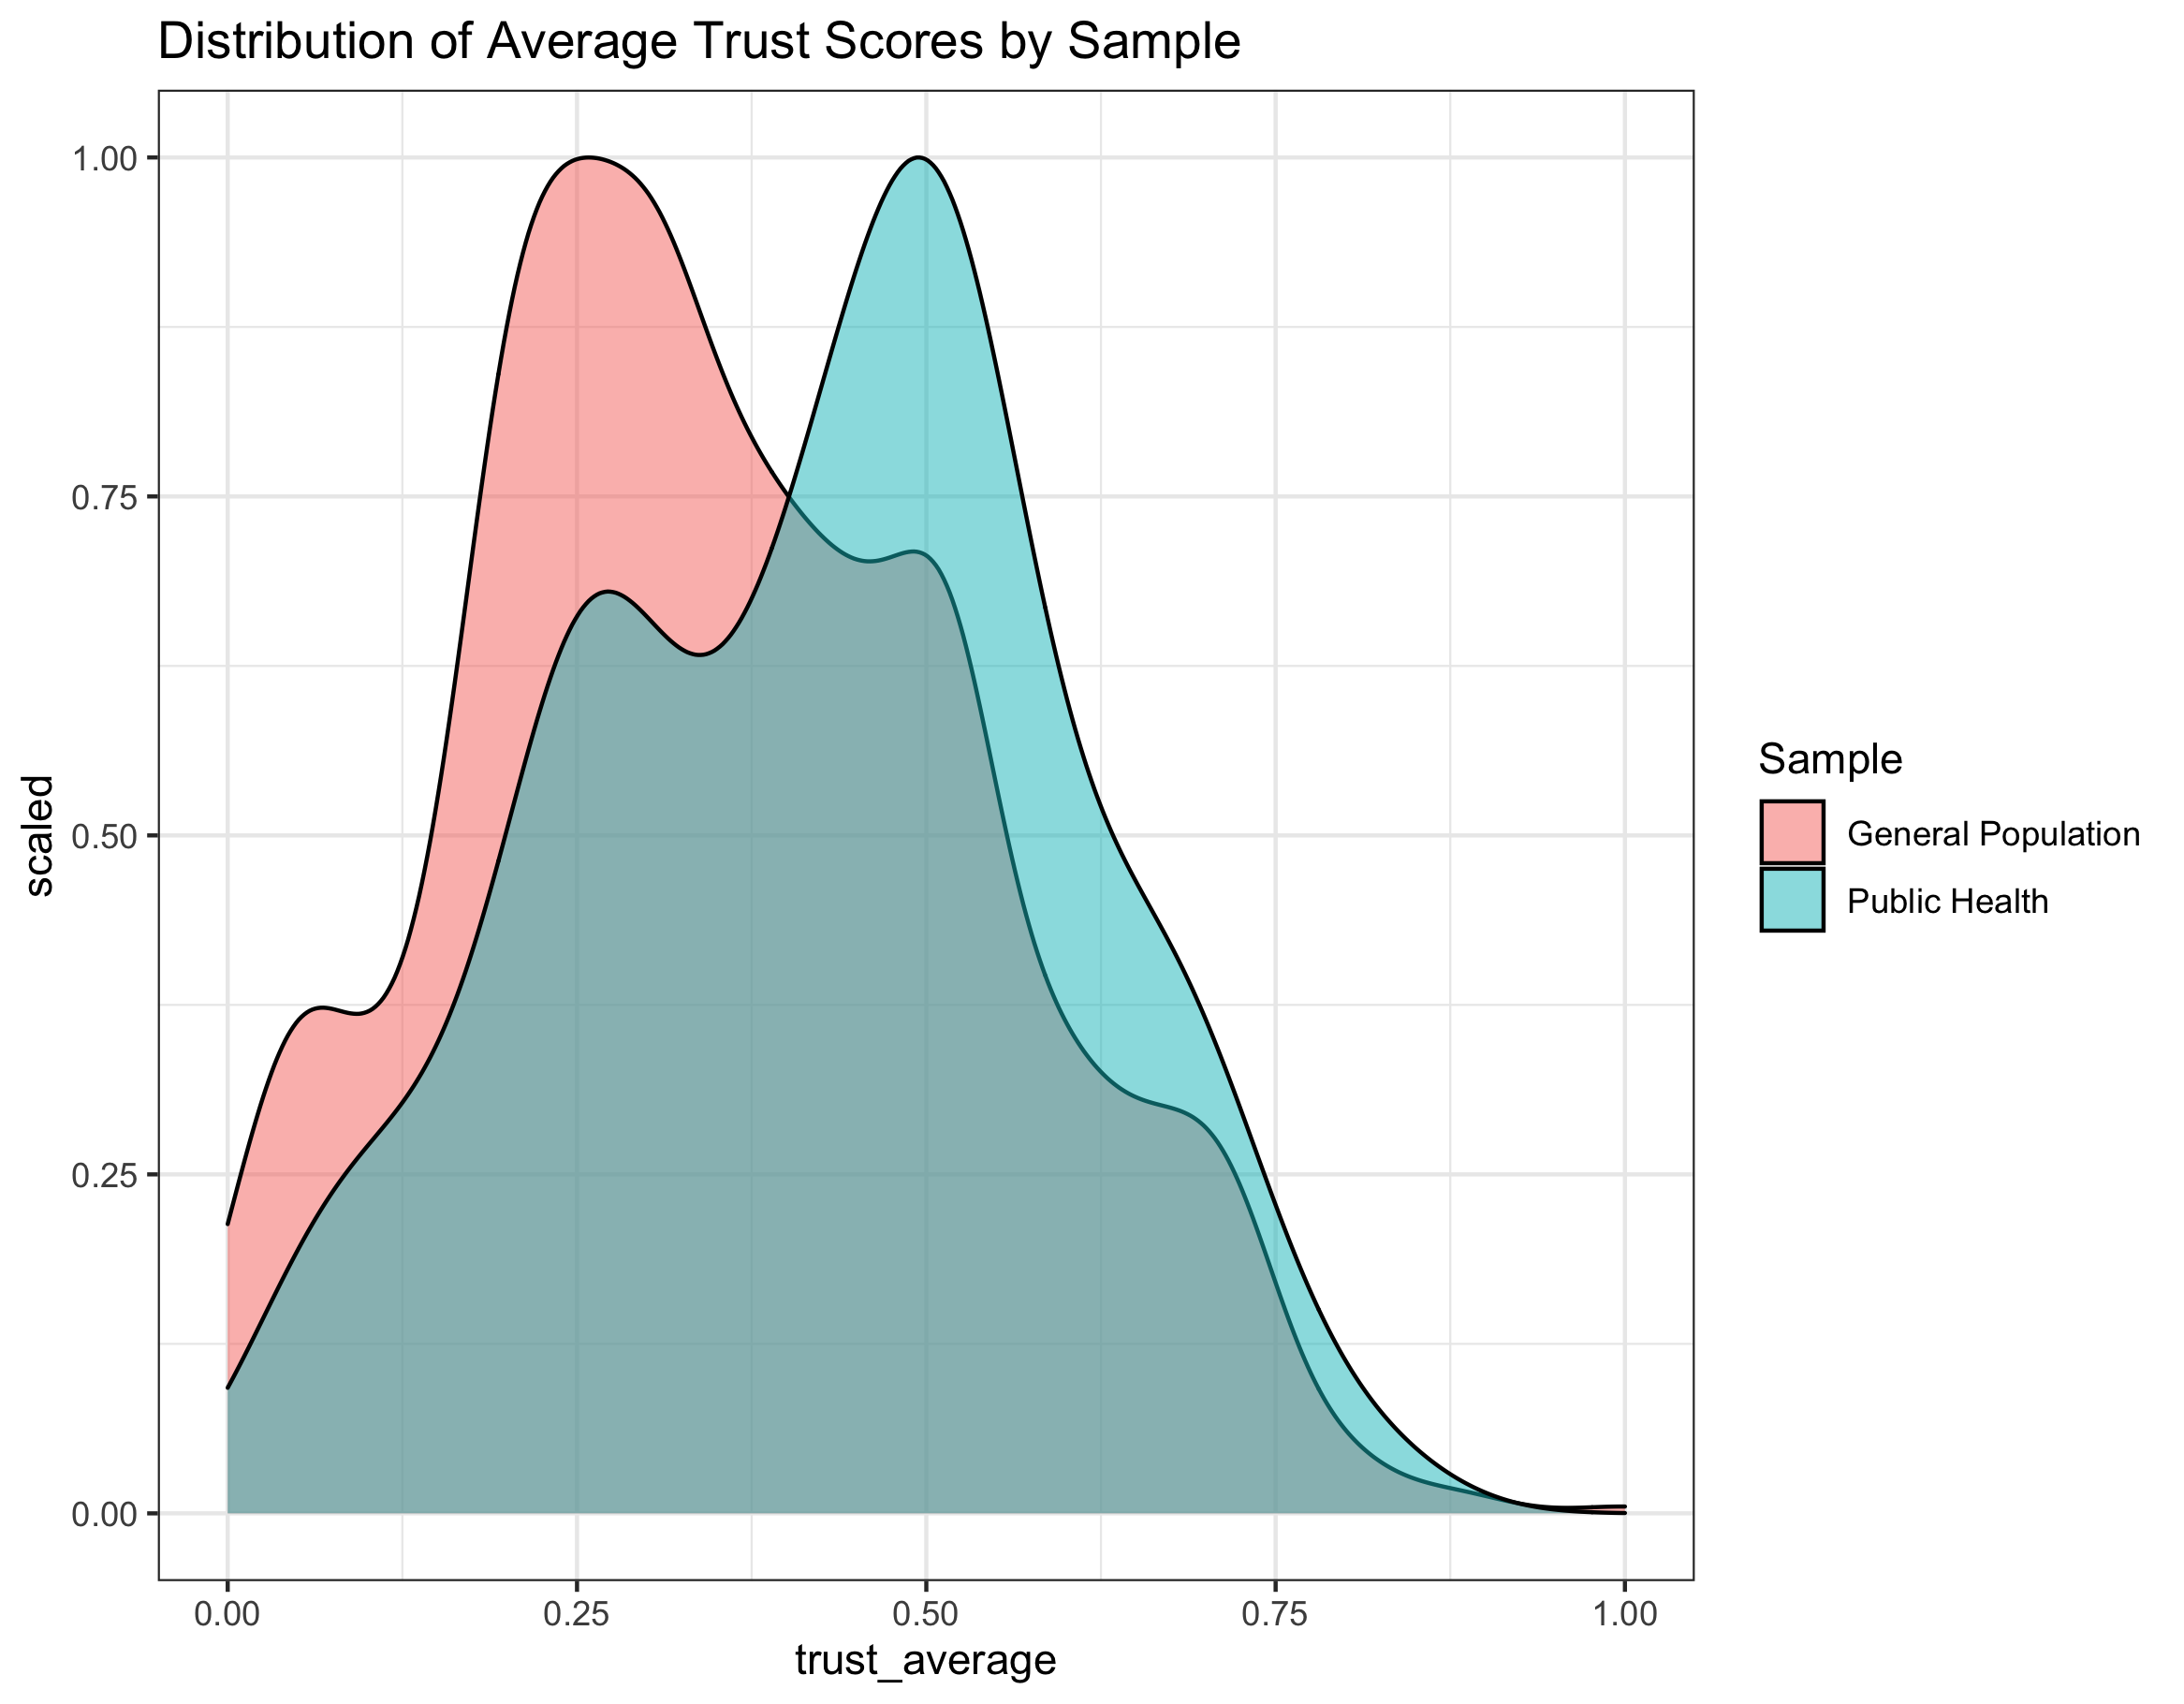 Distribution of Average Trust Scores by Sample
1.00
0.75
0.50
0.25
0.00
scaled
0.00 0.25 0.50 0.75 1.00
trust_average
Sample
General Population
Public Health